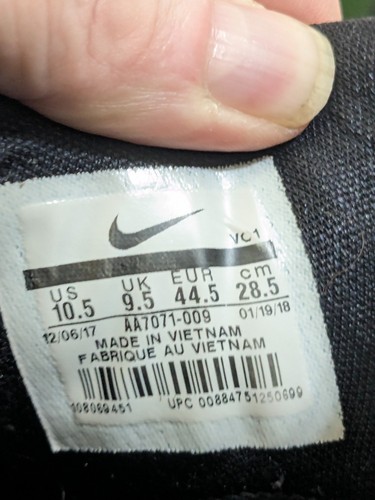 VC1
US UK EUR cm
10.5 9.5 44.5 28.5
12/06/17 AA7071-009 01/19/18
MADE IN VIETNAM
FABRIQUE AU VIETNAM
UPC 00884751250699